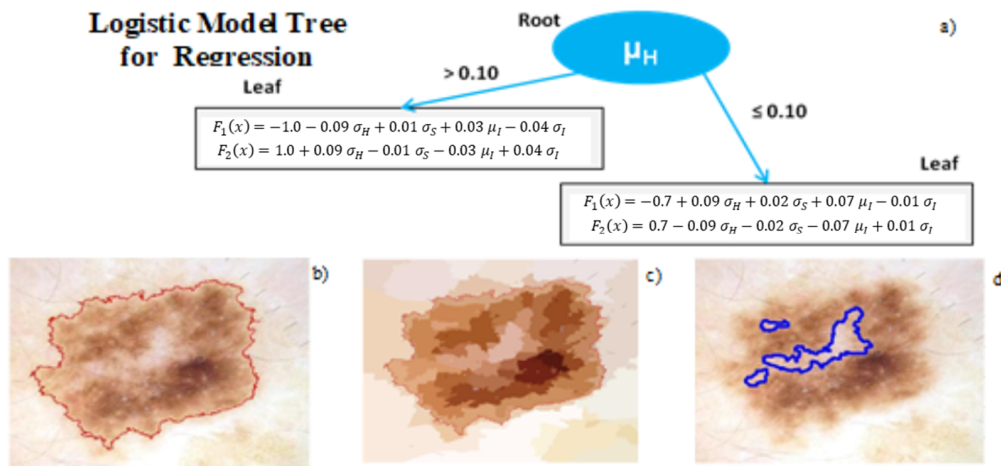 Logistic Model Tree
for Regression
Root
a)
μH
> 0.10
≤ 0.10
Leaf
F₁(x) = −1.0 − 0.09 σH + 0.01 σS + 0.03 μI − 0.04 σI
F₂(x) = 1.0 + 0.09 σH − 0.01 σS − 0.03 μI + 0.04 σI
Leaf
F₁(x) = −0.7 + 0.09 σH + 0.02 σS + 0.07 μI − 0.01 σI
F₂(x) = 0.7 − 0.09 σH − 0.02 σS − 0.07 μI + 0.01 σI
b)
c)
d